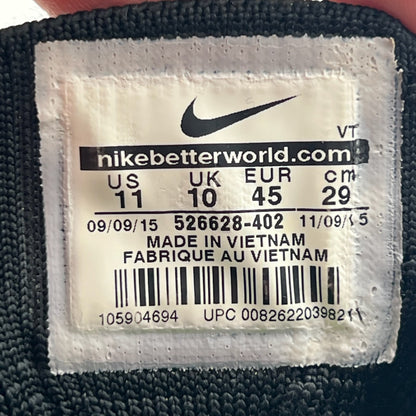 VT
nikebetterworld.com
US UK EUR cm
11 10 45 29
09/09/15 526628-402 11/09/15
MADE IN VIETNAM
FABRIQUE AU VIETNAM
105904694 UPC 00826220398211